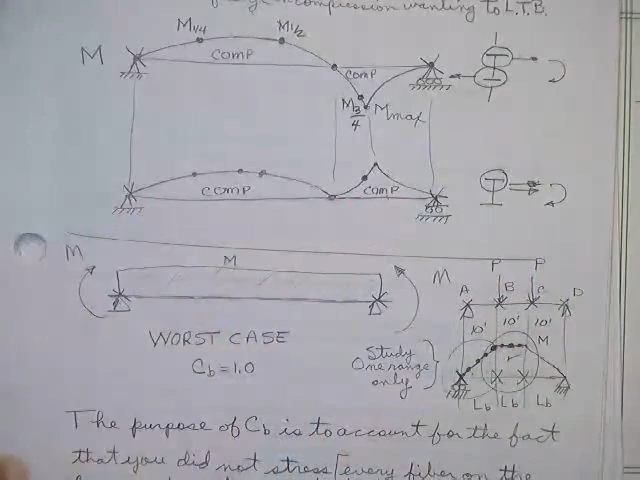 in compression wanting to L.T.B.
M
M1/4
M1/2
COMP
COMP
M3/4
Mmax
COMP
COMP
M
M
M
P
P
A
B
C
D
10'
10'
10'
M
WORST CASE
Cb = 1.0
Study
One range
only
Lb
Lb
Lb
The purpose of Cb is to account for the fact
that you did not stress every fiber on the